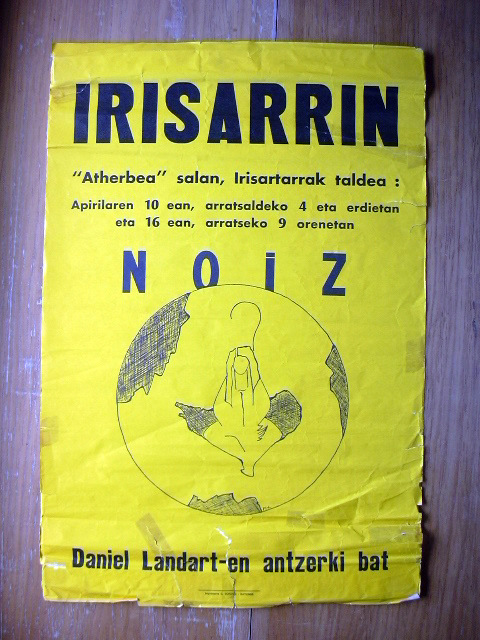 IRISARRIN
"Atherbea" salan, Irisartarrak taldea :
Apirilaren 10 ean, arratsaldeko 4 eta erdietan
eta 16 ean, arratseko 9 orenetan
NOiZ
Daniel Landart-en antzerki bat